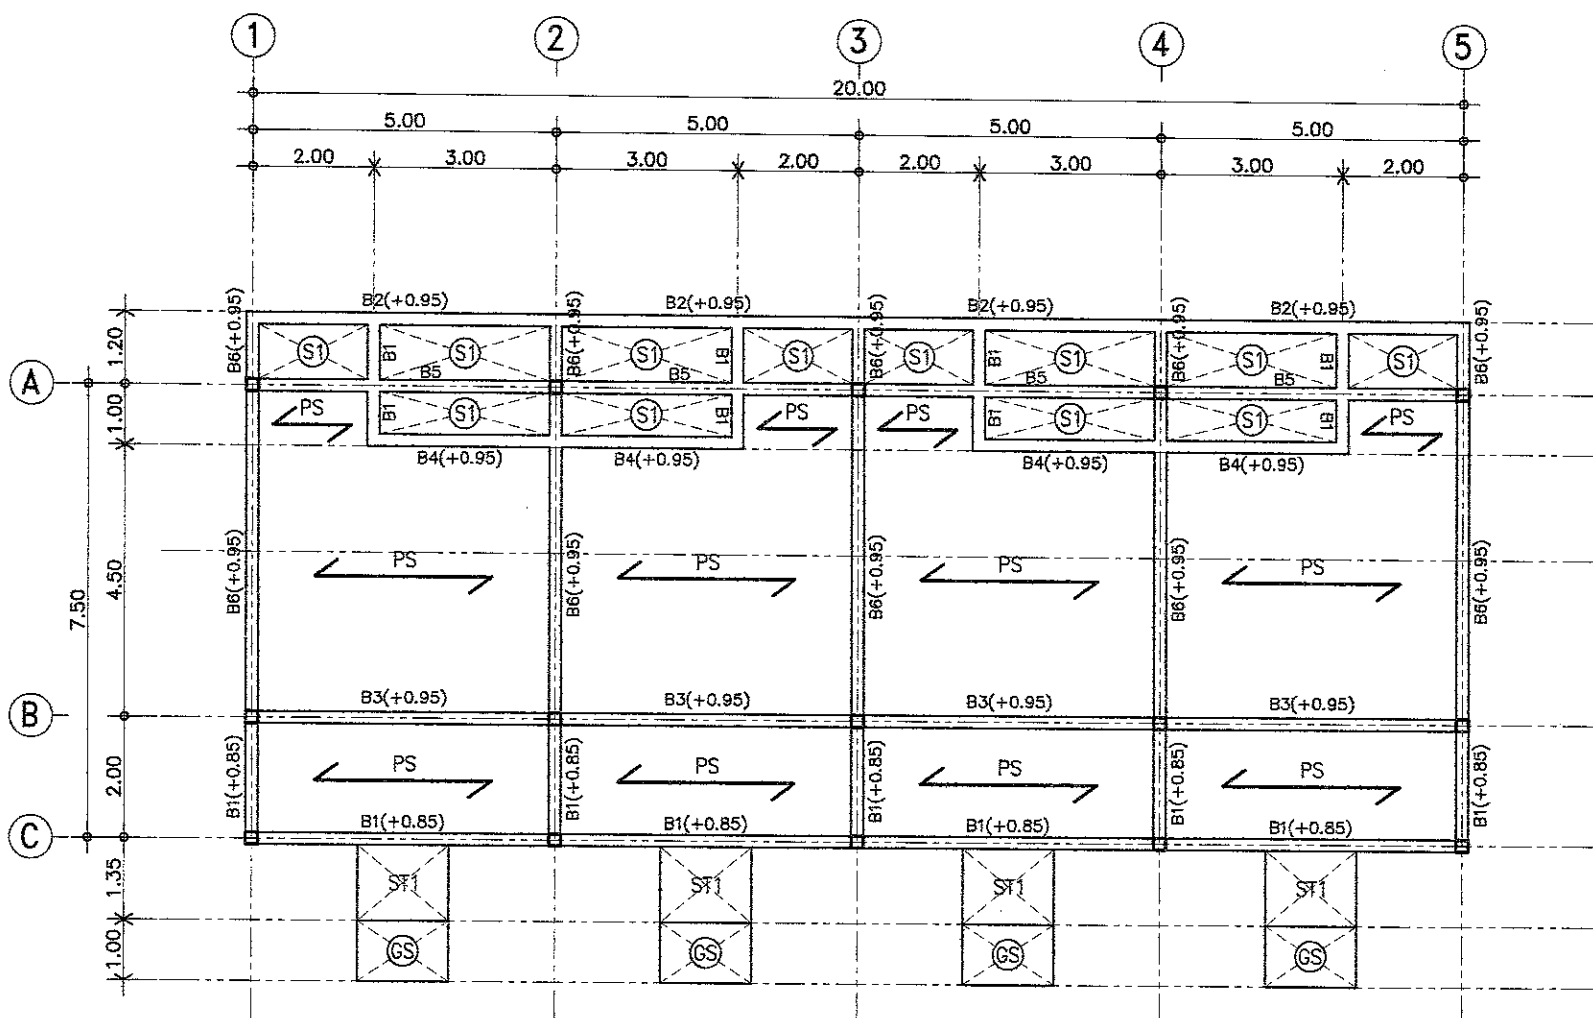 1 2 3 4 5
20.00
5.00 5.00 5.00 5.00
2.00 3.00 3.00 2.00 2.00 3.00 3.00 2.00
B2(+0.95) B2(+0.95) B2(+0.95) B2(+0.95)
B6(+0.95) B6(+0.95) B6(+0.95) B6(+0.95) B6(+0.95)
1.20
S1 B1 S1 S1 B1 S1 S1 B1 S1 S1 B1 S1
B5 B5 B5 B5
A
1.00
PS B1 S1 S1 B1 PS PS B1 S1 S1 B1 PS
B4(+0.95) B4(+0.95) B4(+0.95) B4(+0.95)
7.50
4.50
B6(+0.95) B6(+0.95) B6(+0.95) B6(+0.95) B6(+0.95)
PS PS PS PS
B3(+0.95) B3(+0.95) B3(+0.95) B3(+0.95)
B
2.00
B1(+0.85) B1(+0.85) B1(+0.85) B1(+0.85) B1(+0.85)
PS PS PS PS
B1(+0.85) B1(+0.85) B1(+0.85) B1(+0.85)
C
1.35
ST1 ST1 ST1 ST1
1.00
GS GS GS GS